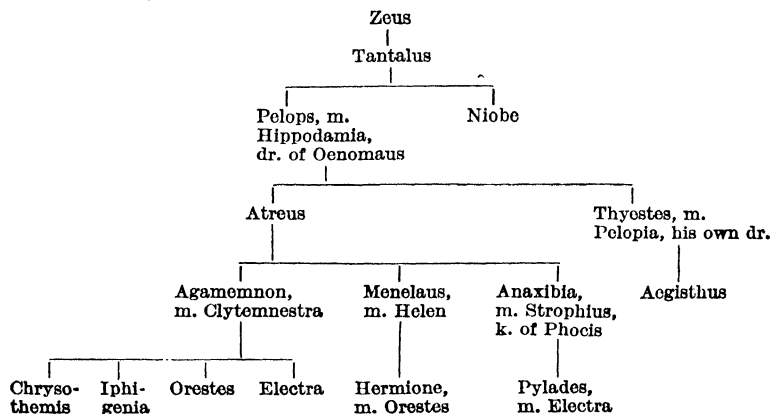 Zeus
Tantalus
Pelops, m.
Hippodamia,
dr. of Oenomaus
Niobe
Atreus
Thyestes, m.
Pelopia, his own dr.
Agamemnon,
m. Clytemnestra
Menelaus,
m. Helen
Anaxibia,
m. Strophius,
k. of Phocis
Aegisthus
Chryso-
themis
Iphi-
genia
Orestes
Electra
Hermione,
m. Orestes
Pylades,
m. Electra